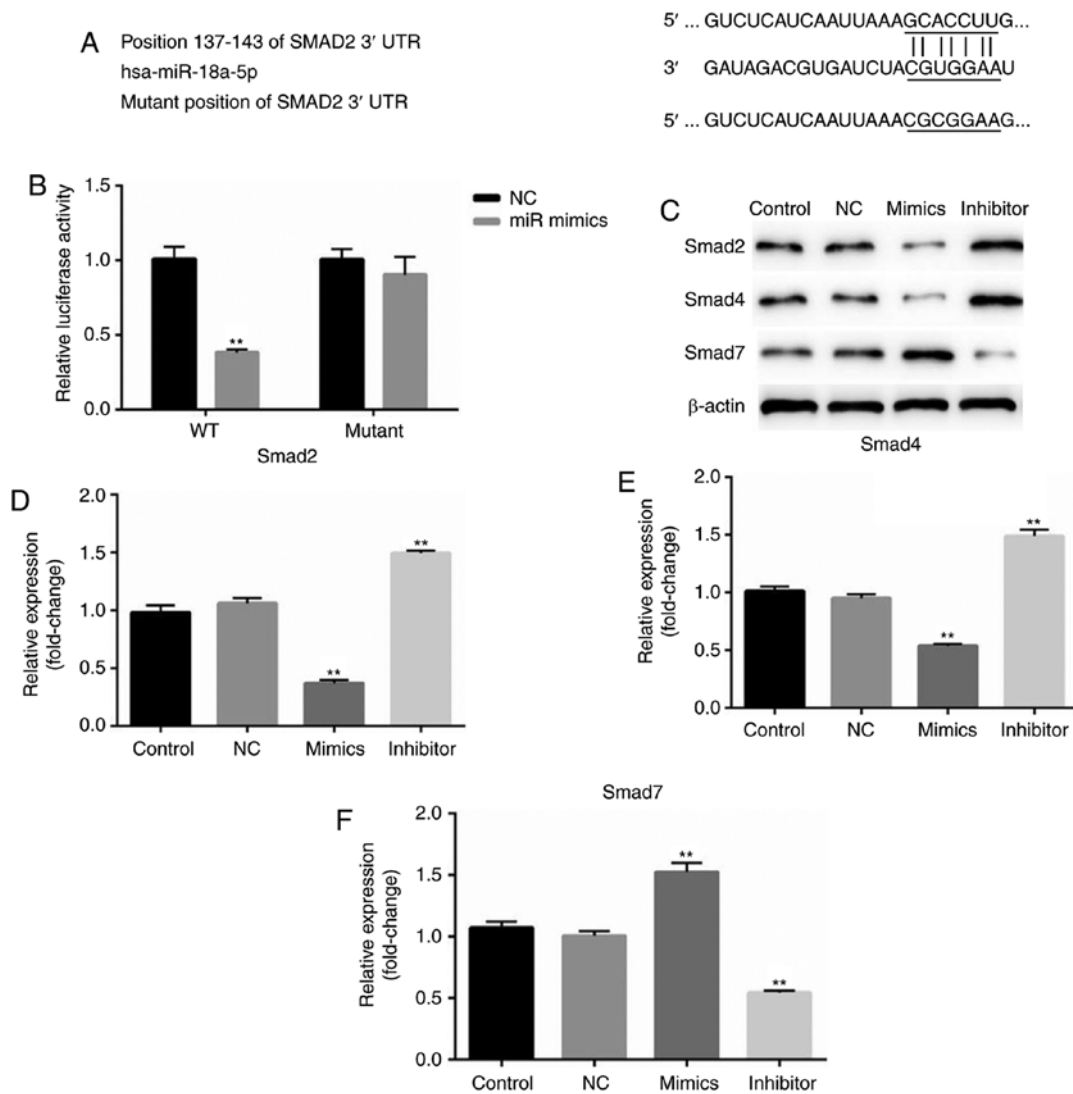 A
Position 137-143 of SMAD2 3′ UTR
hsa-miR-18a-5p
Mutant position of SMAD2 3′ UTR
5′ ... GUCUCAUCAAUUAAAGCACCUUG...
3′ GAUAGACGUGAUCUACGUGGAAU
5′ ... GUCUCAUCAAUUAAACGCGGAAG...
B
Relative luciferase activity
1.5
1.0
0.5
0.0
**
WT
Mutant
Smad2
NC
miR mimics
C
Control NC Mimics Inhibitor
Smad2
Smad4
Smad7
β-actin
Smad4
D
Relative expression
(fold-change)
2.0
1.5
1.0
0.5
0.0
**
**
Control NC Mimics Inhibitor
E
Relative expression
(fold-change)
2.0
1.5
1.0
0.5
0.0
**
**
Control NC Mimics Inhibitor
Smad7
F
Relative expression
(fold-change)
2.0
1.5
1.0
0.5
0.0
**
**
Control NC Mimics Inhibitor